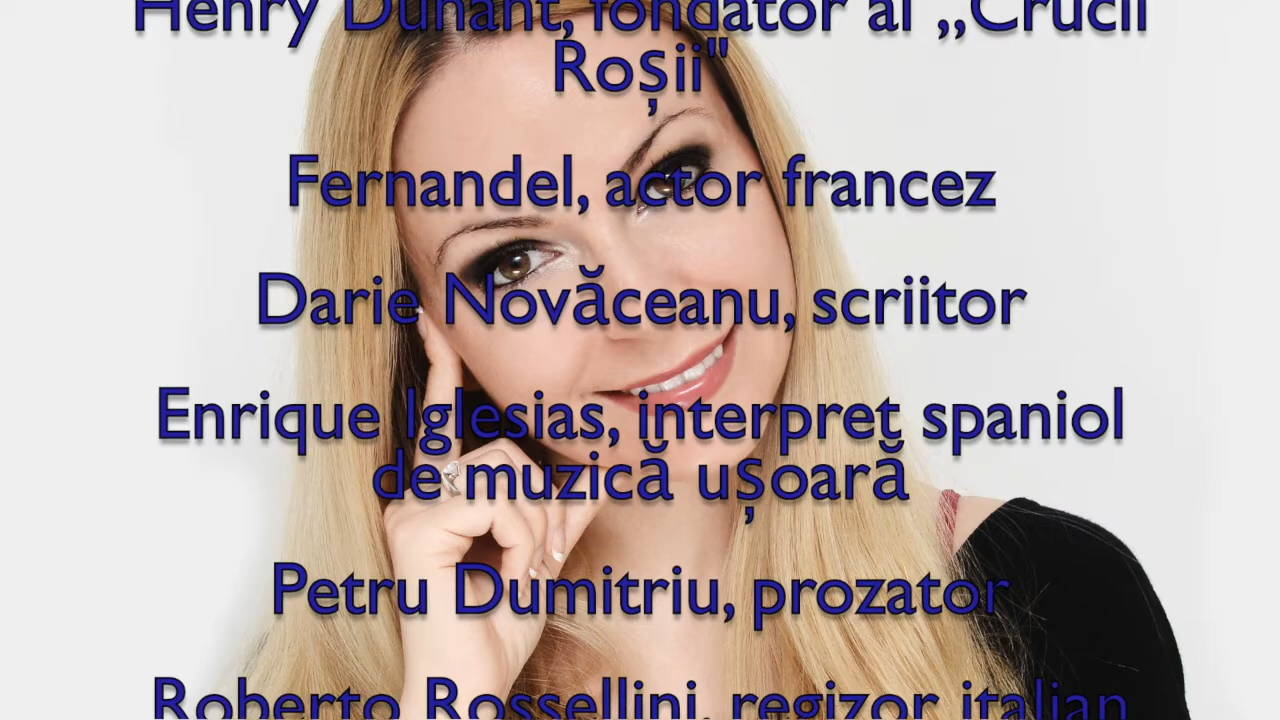 Henry Dunant, fondator al ,,Crucii
Roșii"
Fernandel, actor francez
Darie Novăceanu, scriitor
Enrique Iglesias, interpret spaniol
de muzică ușoară
Petru Dumitriu, prozator
Roberto Rossellini, regizor italian